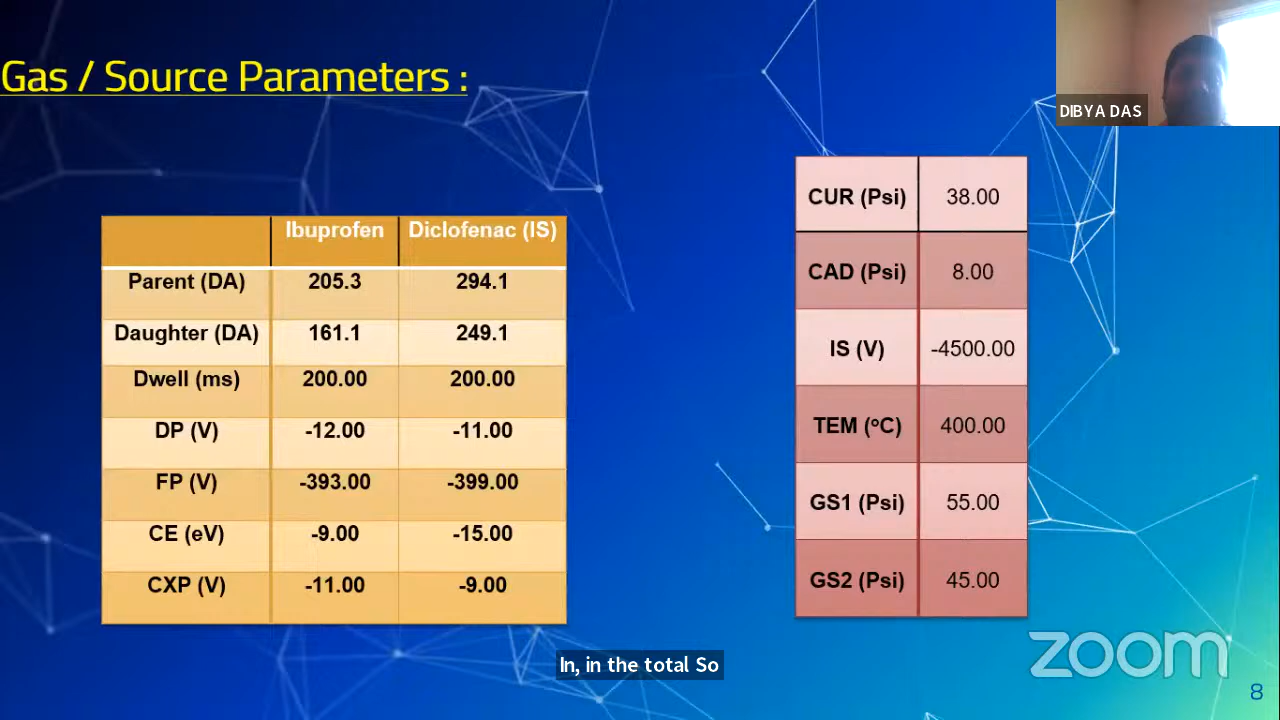 Gas / Source Parameters :
DIBYA DAS
Ibuprofen Diclofenac (IS)
Parent (DA) 205.3 294.1
Daughter (DA) 161.1 249.1
Dwell (ms) 200.00 200.00
DP (V) -12.00 -11.00
FP (V) -393.00 -399.00
CE (eV) -9.00 -15.00
CXP (V) -11.00 -9.00
CUR (Psi) 38.00
CAD (Psi) 8.00
IS (V) -4500.00
TEM (ᵒC) 400.00
GS1 (Psi) 55.00
GS2 (Psi) 45.00
In, in the total So
zoom
8